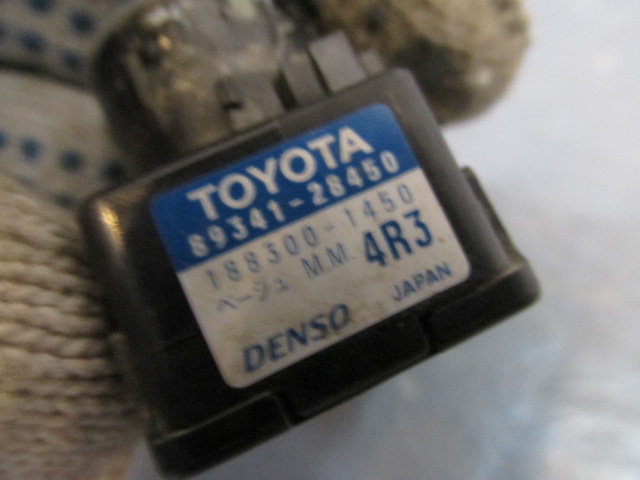 TOYOTA
89341-28450
188300-1450
ベージュ M.M. 4R3
DENSO JAPAN